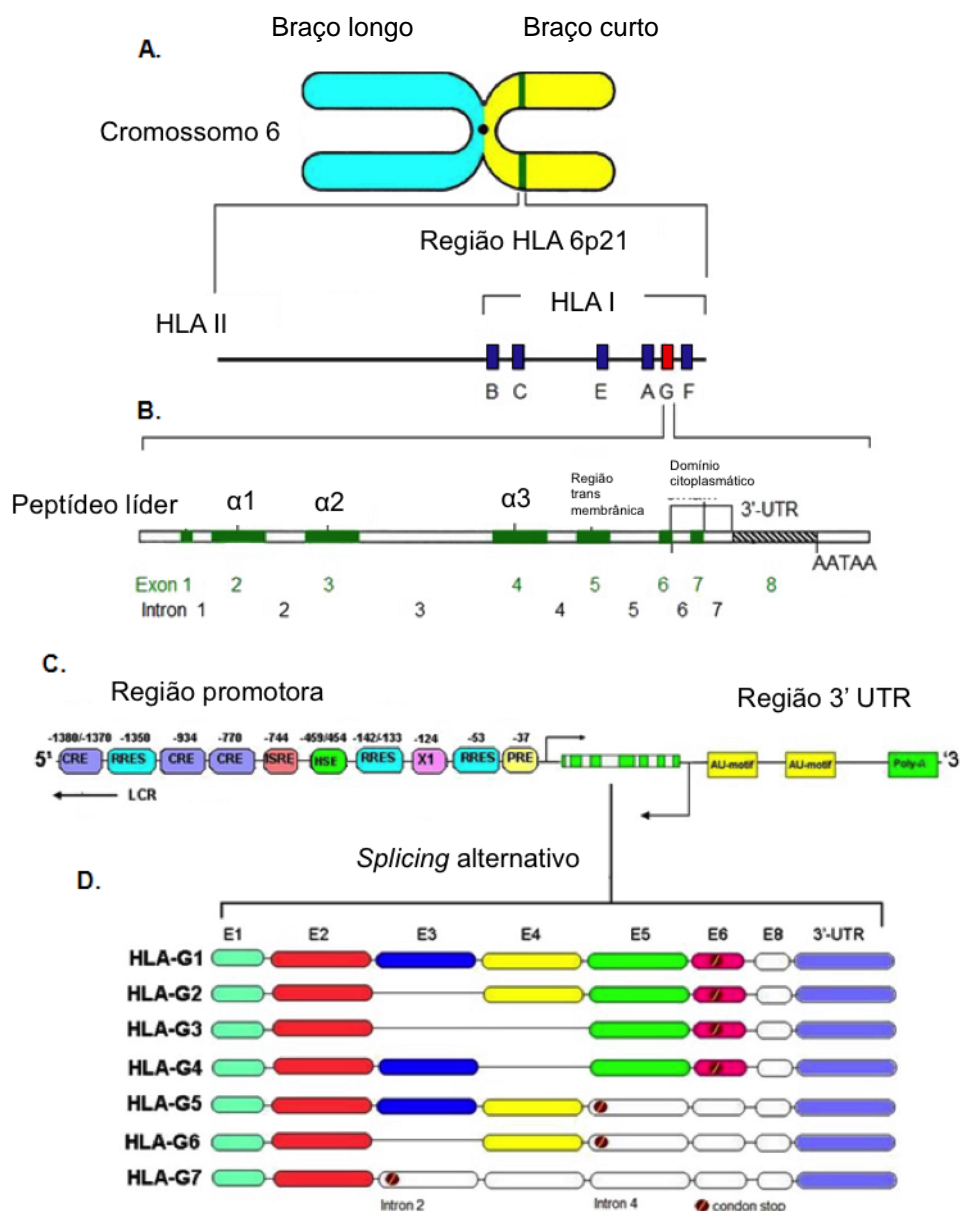 Braço longo Braço curto
A.
Cromossomo 6
Região HLA 6p21
HLA I
HLA II
B C E A G F
B.
Peptídeo líder α1 α2 α3 Região trans membrânica Domínio citoplasmático
3'-UTR
AATAA
Exon 1 2 3 4 5 6 7 8
Intron 1 2 3 4 5 6 7
C.
Região promotora Região 3' UTR
-1380/-1370 -1350 -934 -770 -744 -459/454 -142/-133 -124 -53 -37
5' CRE RRES CRE CRE ISRE HSE RRES X1 RRES PRE AU-motif AU-motif Poly-A '3
LCR
Splicing alternativo
D.
E1 E2 E3 E4 E5 E6 E8 3'-UTR
HLA-G1
HLA-G2
HLA-G3
HLA-G4
HLA-G5
HLA-G6
HLA-G7
Intron 2 Intron 4 condon stop